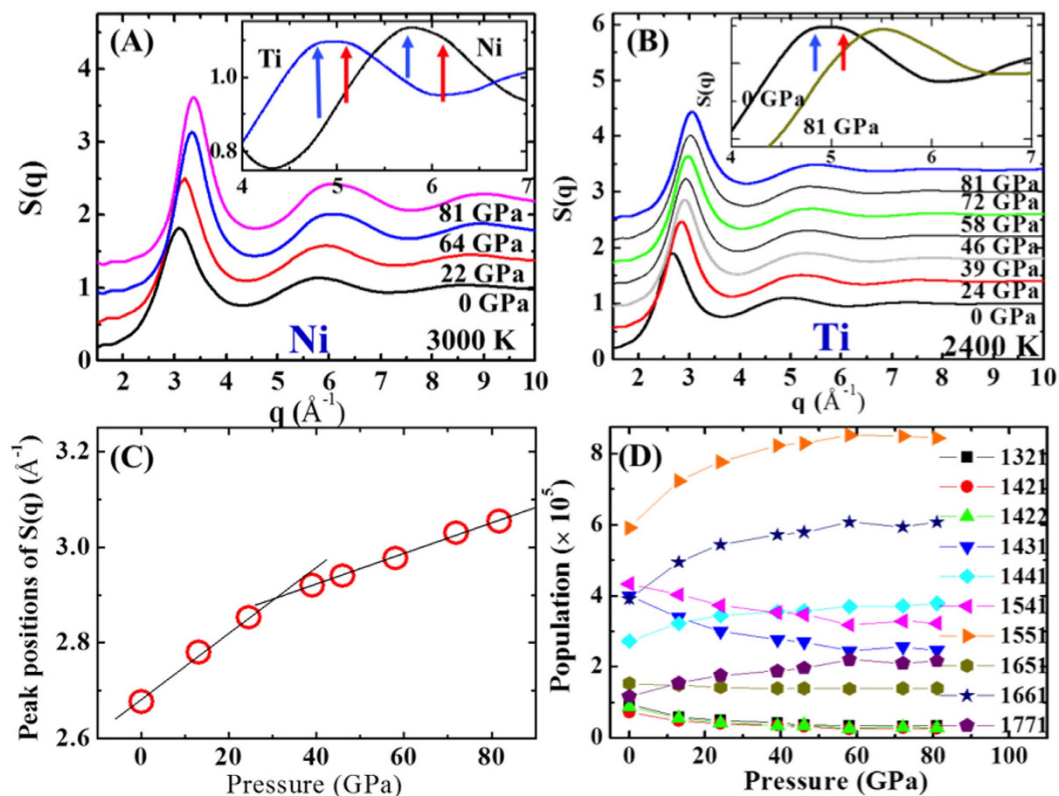 (A)
Ti
Ni
1.0
0.8
4
5
6
7
S(q)
5
4
3
2
1
0
81 GPa
64 GPa
22 GPa
0 GPa
Ni
3000 K
2 3 4 5 6 7 8 9 10
q (Å⁻¹)
(B)
S(q)
0 GPa
81 GPa
4 5 6 7
S(q)
6
5
4
3
2
1
0
81 GPa
72 GPa
58 GPa
46 GPa
39 GPa
24 GPa
0 GPa
Ti
2400 K
2 3 4 5 6 7 8 9 10
q (Å⁻¹)
(C)
Peak positions of S(q) (Å⁻¹)
3.2
3.0
2.8
2.6
0 20 40 60 80
Pressure (GPa)
(D)
Population (× 10⁵)
8
6
4
2
0
1321
1421
1422
1431
1441
1541
1551
1651
1661
1771
0 20 40 60 80 100
Pressure (GPa)